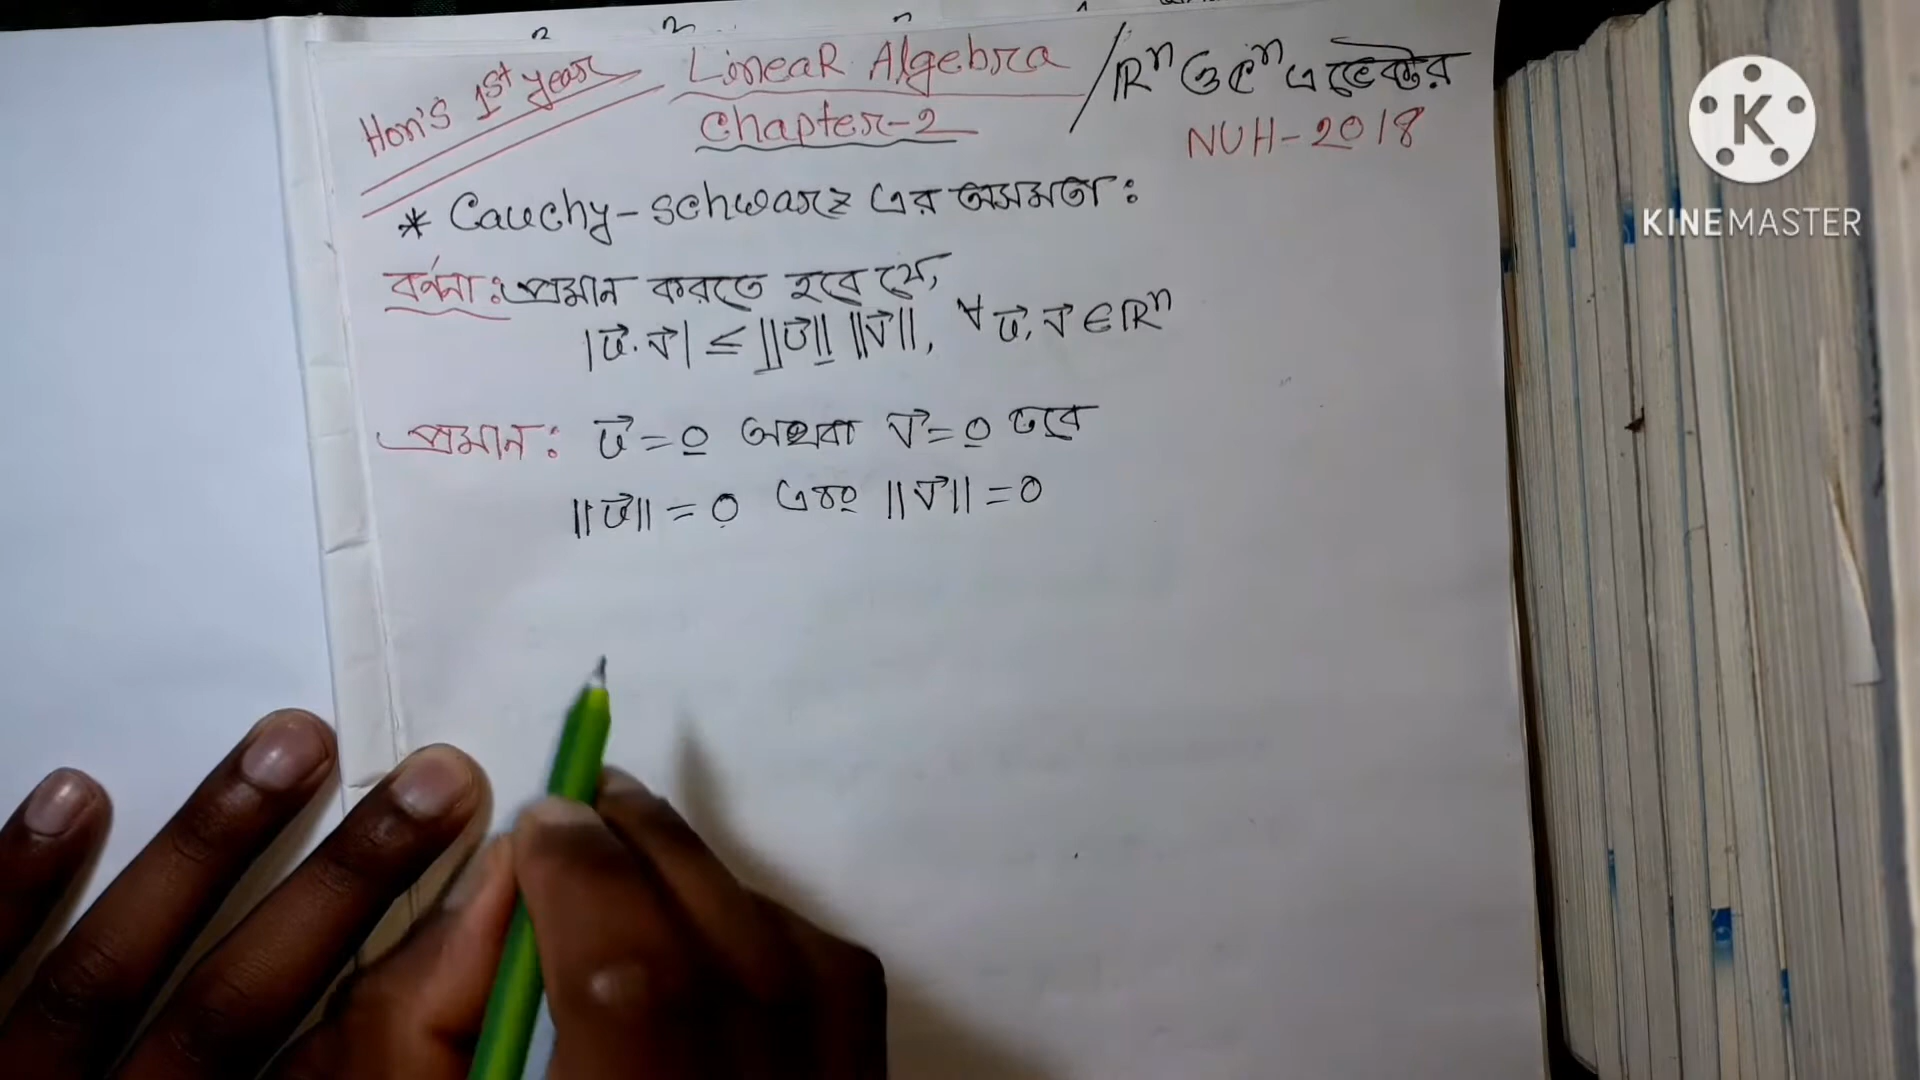 Hon's 1st year
Linear Algebra / ℝⁿ ও ℂⁿ এ ভেক্টর
Chapter-2
NUH-2018
* Cauchy-schwarz এর অসমতা:
বর্ণনা: প্রমান করতে হবে যে,
|u⃗.v⃗| ≤ ||u⃗|| ||v⃗||, ∀ u⃗, v⃗ ∈ ℝⁿ
প্রমান: u⃗ = 0 অথবা v⃗ = 0 তবে
||u⃗|| = 0 এবং ||v⃗|| = 0
K
KINEMASTER